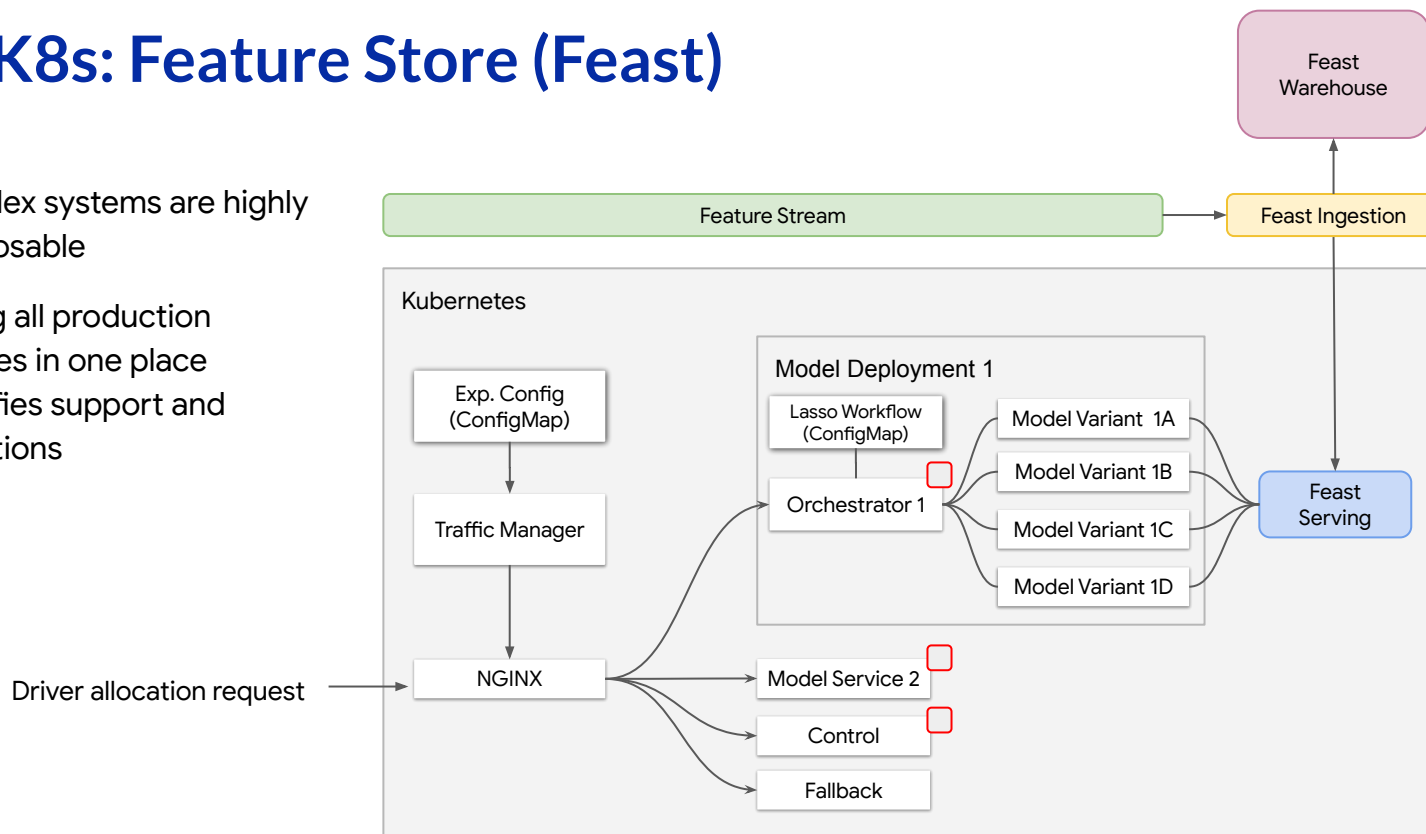 K8s: Feature Store (Feast)
lex systems are highly
osable
g all production
es in one place
fies support and
tions
Feast
Warehouse
Feature Stream
Feast Ingestion
Kubernetes
Exp. Config
(ConfigMap)
Traffic Manager
NGINX
Driver allocation request
Model Deployment 1
Lasso Workflow
(ConfigMap)
Orchestrator 1
Model Variant 1A
Model Variant 1B
Model Variant 1C
Model Variant 1D
Feast
Serving
Model Service 2
Control
Fallback